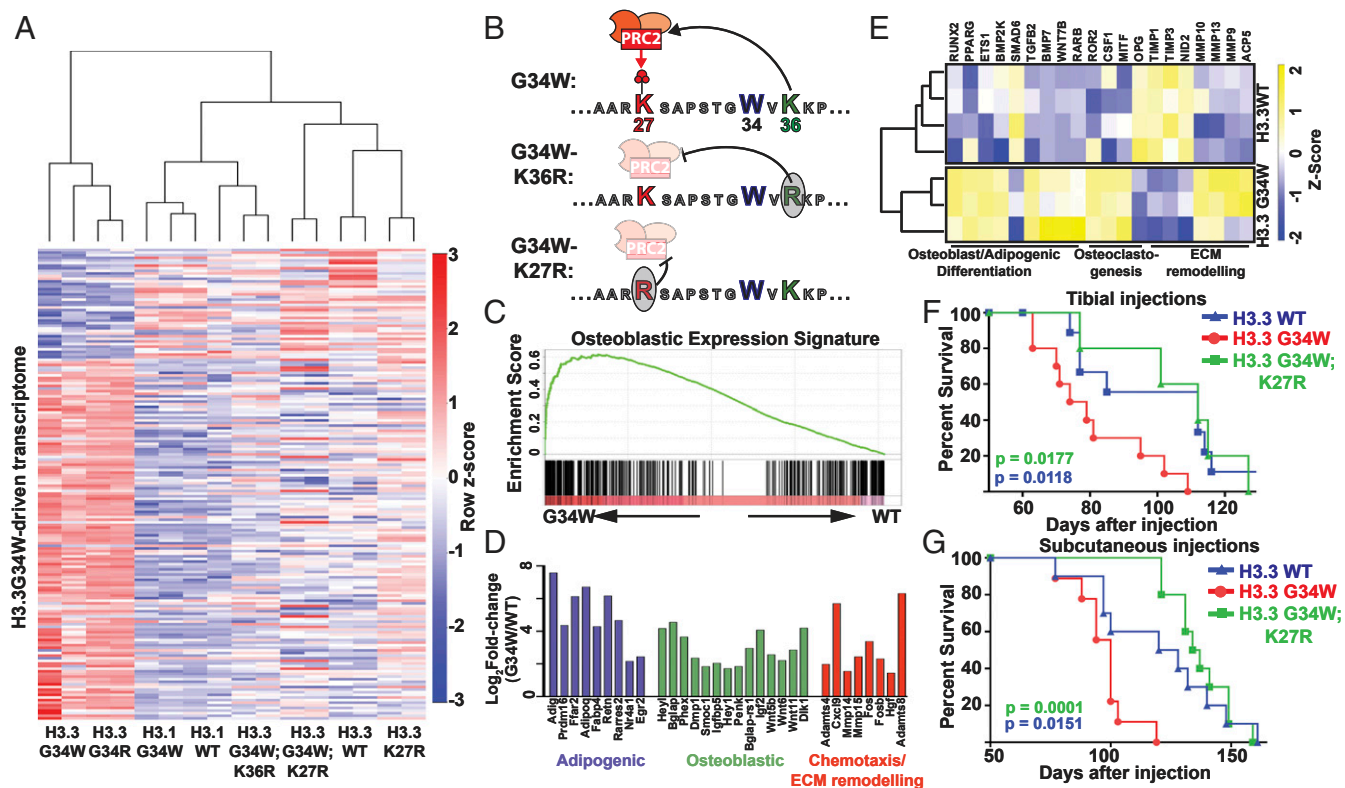 A
H3.3G34W-driven transcriptome
3
2
1
0
-1
-2
-3
Row z-score
H3.3 G34W
H3.3 G34R
H3.1 G34W
H3.1 WT
H3.3 G34W; K36R
H3.3 G34W; K27R
H3.3 WT
H3.3 K27R
B
PRC2
G34W:
...AAR K SAPSTG W V K KP...
27 34 36
G34W-
K36R:
PRC2
...AAR K SAPSTG W V R KP...
G34W-
K27R:
PRC2
...AAR R SAPSTG W V K KP...
C
Osteoblastic Expression Signature
Enrichment Score
0.6
0.4
0.2
0
G34W WT
D
Log2Fold-change
(G34W/WT)
8
4
0
Adig
Prdm16
Ffar2
Adipoq
Fabp4
Retn
Rarres2
Nr4a1
Egr2
Heyl
Bglap
Phex
Dmp1
Smoc1
Igfbp5
Hey1
Penk
Bglap-rs1
Igf2
Wnt6b
Wnt6
Wnt11
Dlk1
Adamts4
Cxcl9
Mmp14
Mmp15
Fos
Fosb
Hgf
Adamts8
Adipogenic
Osteoblastic
Chemotaxis/
ECM remodelling
E
RUNX2
PPARG
ETS1
BMP2K
SMAD6
TGFB2
BMP7
WNT7B
RARB
ROR2
CSF1
MITF
OPG
TIMP1
TIMP3
NID2
MMP10
MMP13
MMP9
ACP5
H3.3WT
H3.3 G34W
2
1
0
-1
-2
Z-Score
Osteoblast/Adipogenic
Differentiation
Osteoclasto-
genesis
ECM
remodelling
F
Tibial injections
Percent Survival
100
80
60
40
20
H3.3 WT
H3.3 G34W
H3.3 G34W;
K27R
p = 0.0177
p = 0.0118
60 80 100 120
Days after injection
G
Subcutaneous injections
Percent Survival
100
80
60
40
20
H3.3 WT
H3.3 G34W
H3.3 G34W;
K27R
p = 0.0001
p = 0.0151
50 100 150
Days after injection